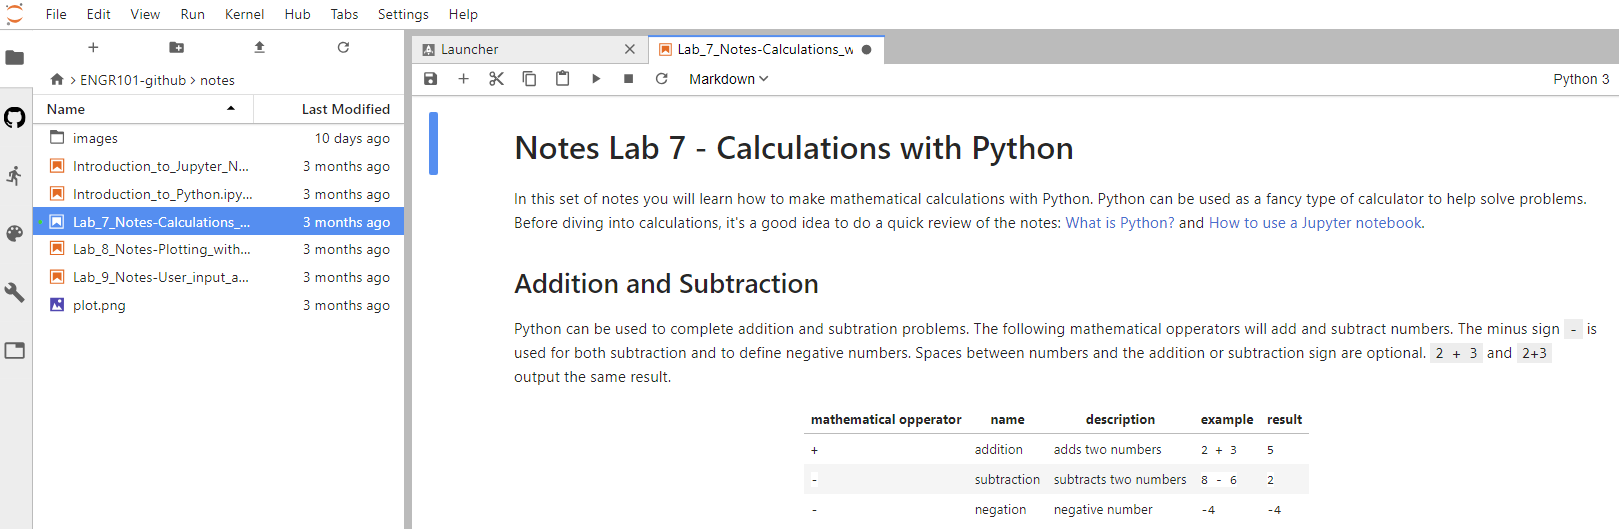 File Edit View Run Kernel Hub Tabs Settings Help
ENGR101-github > notes
Name Last Modified
images 10 days ago
Introduction_to_Jupyter_N... 3 months ago
Introduction_to_Python.ipy... 3 months ago
Lab_7_Notes-Calculations_... 3 months ago
Lab_8_Notes-Plotting_with... 3 months ago
Lab_9_Notes-User_input_a... 3 months ago
plot.png 3 months ago
Launcher
Lab_7_Notes-Calculations_w
Markdown
Python 3
Notes Lab 7 - Calculations with Python
In this set of notes you will learn how to make mathematical calculations with Python. Python can be used as a fancy type of calculator to help solve problems.
Before diving into calculations, it's a good idea to do a quick review of the notes: What is Python? and How to use a Jupyter notebook.
Addition and Subtraction
Python can be used to complete addition and subtration problems. The following mathematical opperators will add and subtract numbers. The minus sign - is
used for both subtraction and to define negative numbers. Spaces between numbers and the addition or subtraction sign are optional. 2 + 3 and 2+3
output the same result.
mathematical opperator name description example result
+ addition adds two numbers 2 + 3 5
- subtraction subtracts two numbers 8 - 6 2
- negation negative number -4 -4